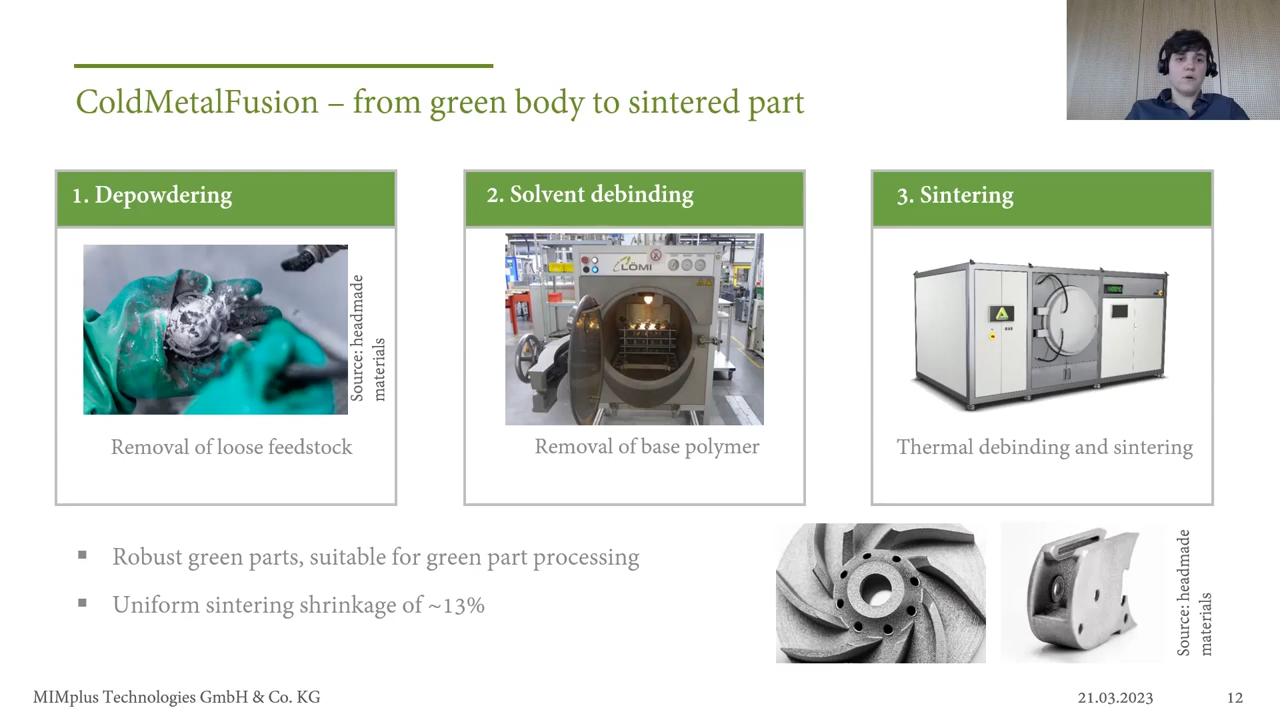 ColdMetalFusion – from green body to sintered part
1. Depowdering
Source: headmade
materials
Removal of loose feedstock
2. Solvent debinding
LÖMI
Removal of base polymer
3. Sintering
Thermal debinding and sintering
▪ Robust green parts, suitable for green part processing
▪ Uniform sintering shrinkage of ~13%
Source: headmade
materials
MIMplus Technologies GmbH & Co. KG
21.03.2023
12